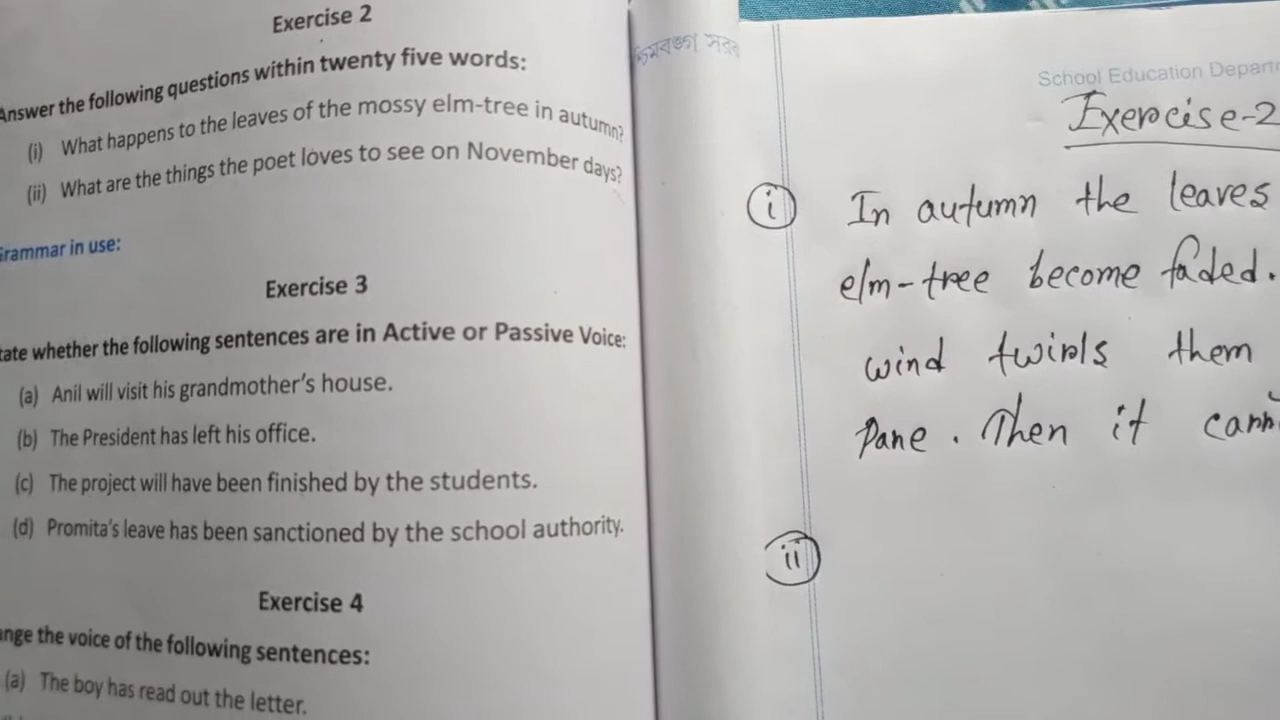 Exercise 2
Answer the following questions within twenty five words:
(i) What happens to the leaves of the mossy elm-tree in autumn?
(ii) What are the things the poet loves to see on November days?
Grammar in use:
Exercise 3
tate whether the following sentences are in Active or Passive Voice:
(a) Anil will visit his grandmother's house.
(b) The President has left his office.
(c) The project will have been finished by the students.
(d) Promita's leave has been sanctioned by the school authority.
Exercise 4
ange the voice of the following sentences:
(a) The boy has read out the letter.
School Education Departm
Exercise-2
i In autumn the leaves
elm-tree become faded.
wind twirls them
pane. Then it cann
ii